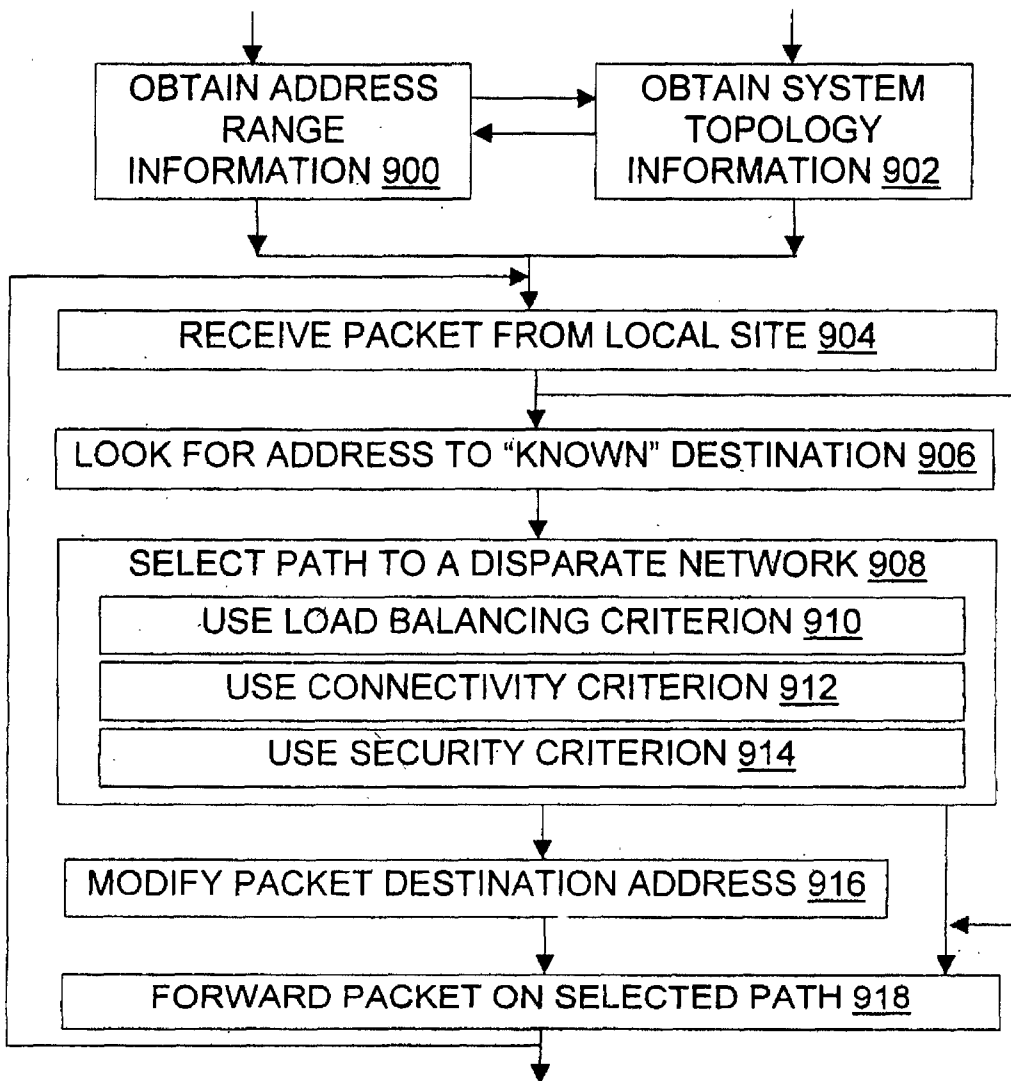 OBTAIN ADDRESS
RANGE
INFORMATION 900
OBTAIN SYSTEM
TOPOLOGY
INFORMATION 902
RECEIVE PACKET FROM LOCAL SITE 904
LOOK FOR ADDRESS TO “KNOWN” DESTINATION 906
SELECT PATH TO A DISPARATE NETWORK 908
USE LOAD BALANCING CRITERION 910
USE CONNECTIVITY CRITERION 912
USE SECURITY CRITERION 914
MODIFY PACKET DESTINATION ADDRESS 916
FORWARD PACKET ON SELECTED PATH 918